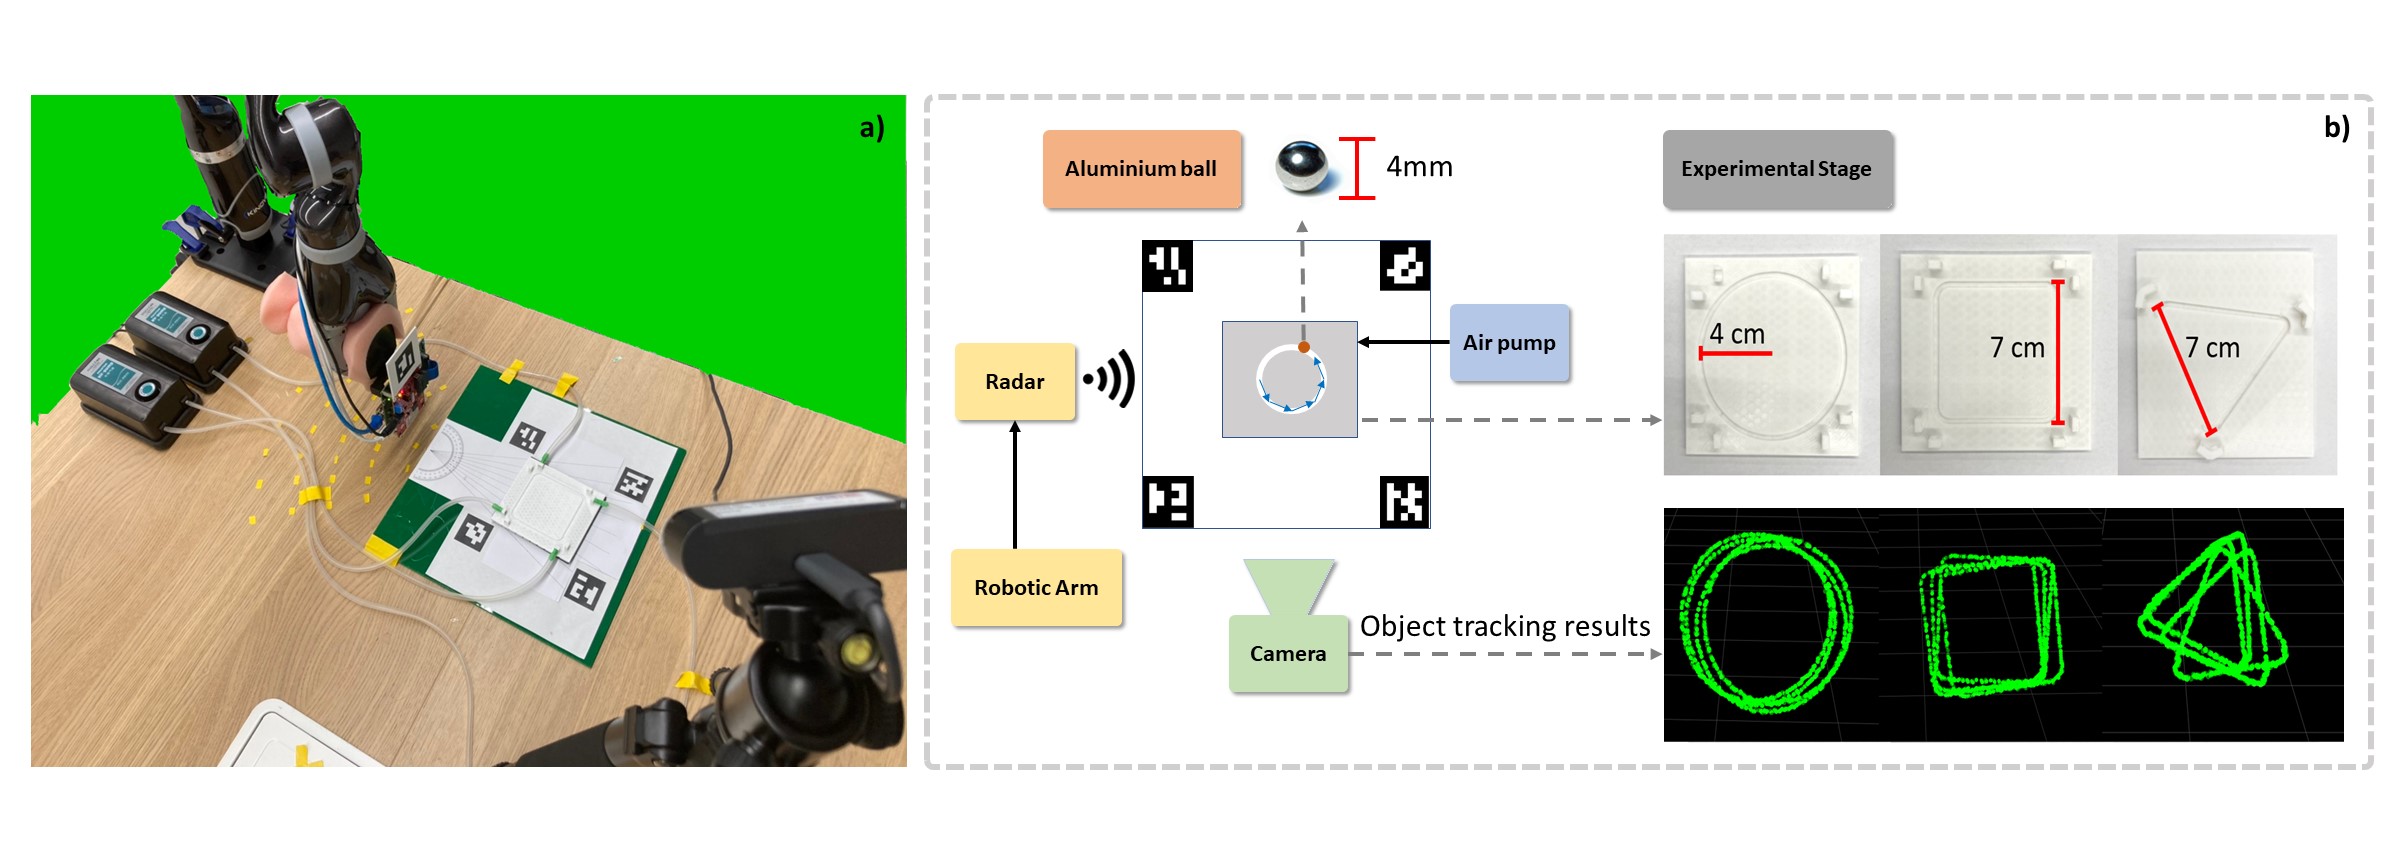 a)
b)
Aluminium ball
4mm
Experimental Stage
Air pump
Radar
4 cm
7 cm
7 cm
Robotic Arm
Object tracking results
Camera